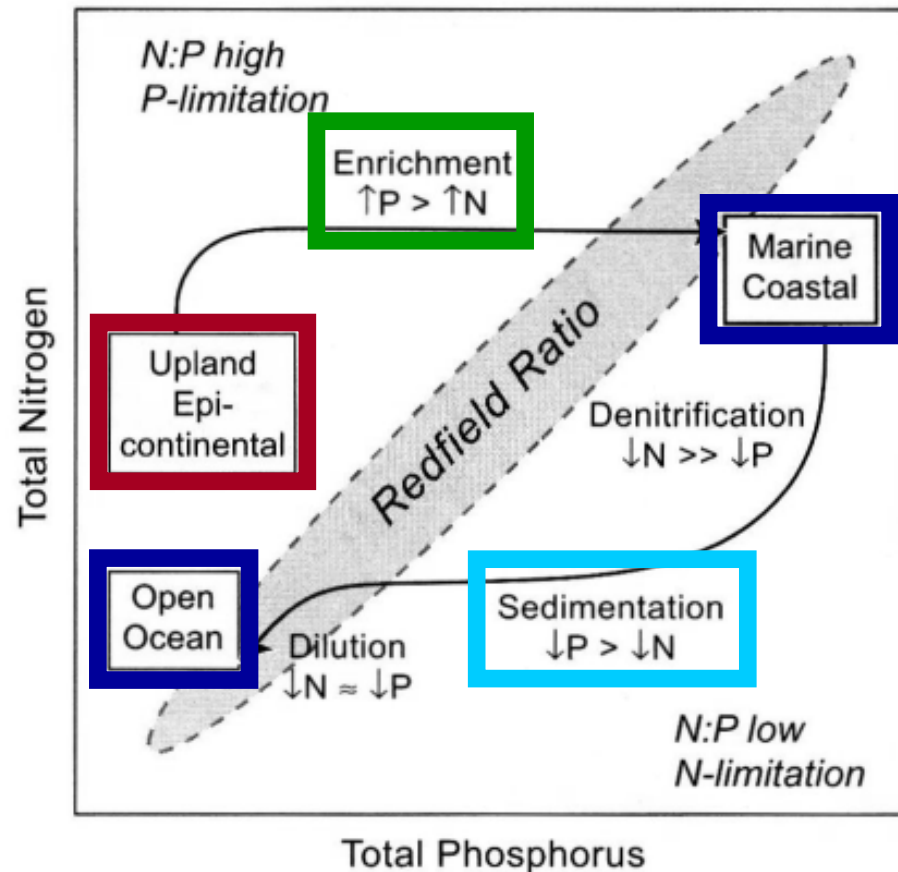 N:P high
P-limitation
Enrichment
↑P > ↑N
Marine
Coastal
Upland
Epi-
continental
Redfield Ratio
Denitrification
↓N >> ↓P
Open
Ocean
Sedimentation
↓P > ↓N
Dilution
↓N ≈ ↓P
N:P low
N-limitation
Total Nitrogen
Total Phosphorus